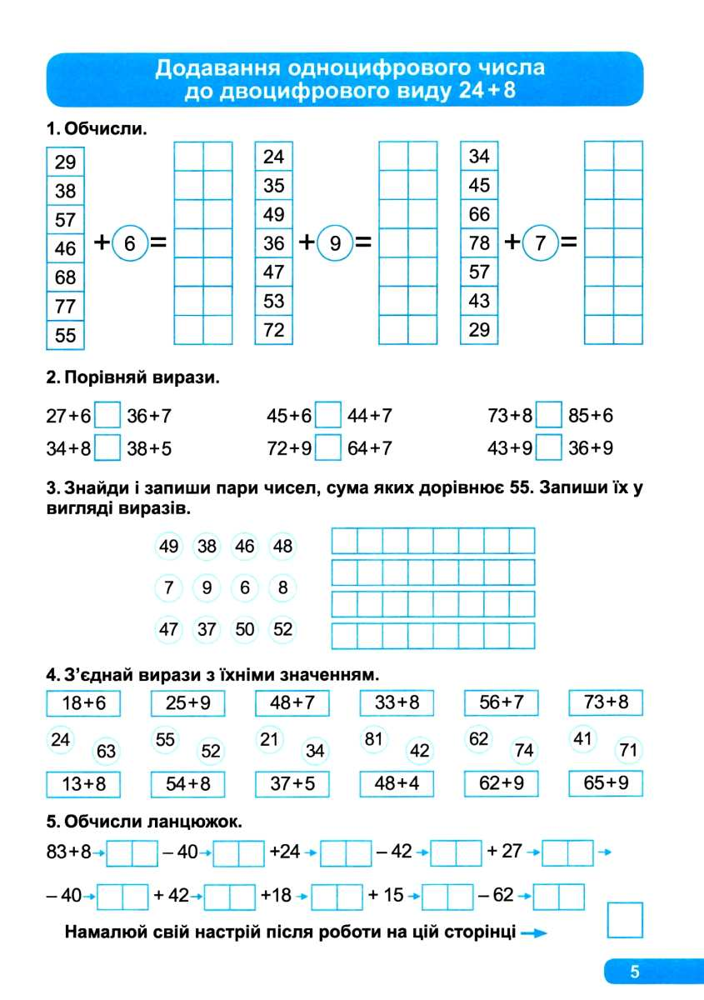 Додавання одноцифрового числа
до двоцифрового виду 24+8
1. Обчисли.
29 24 34
38 35 45
57 49 66
46 + 6 = 36 + 9 = 78 + 7 =
68 47 57
77 53 43
55 72 29
2. Порівняй вирази.
27+6 36+7 45+6 44+7 73+8 85+6
34+8 38+5 72+9 64+7 43+9 36+9
3. Знайди і запиши пари чисел, сума яких дорівнює 55. Запиши їх у
вигляді виразів.
49 38 46 48
7 9 6 8
47 37 50 52
4. З’єднай вирази з їхніми значенням.
18+6 25+9 48+7 33+8 56+7 73+8
24 63 55 52 21 34 81 42 62 74 41 71
13+8 54+8 37+5 48+4 62+9 65+9
5. Обчисли ланцюжок.
83+8→ – 40→ +24 → – 42 → + 27 → →
– 40→ + 42→ +18 → + 15 → – 62 →
Намалюй свій настрій після роботи на цій сторінці →
5